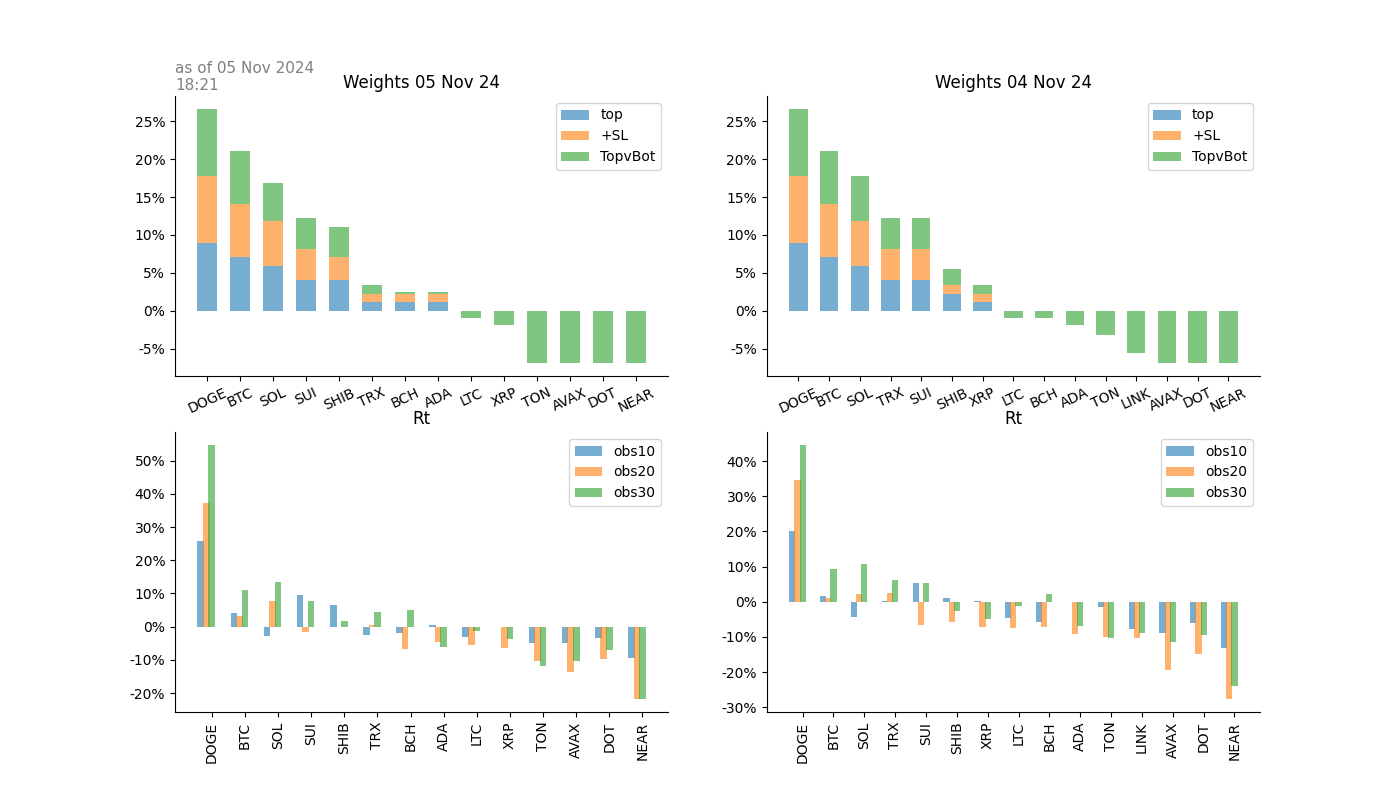 as of 05 Nov 2024
18:21
Weights 05 Nov 24
25%
20%
15%
10%
5%
0%
-5%
top
+SL
TopvBot
DOGE BTC SOL SUI SHIB TRX BCH ADA LTC XRP TON AVAX DOT NEAR
Weights 04 Nov 24
25%
20%
15%
10%
5%
0%
-5%
top
+SL
TopvBot
DOGE BTC SOL TRX SUI SHIB XRP LTC BCH ADA TON LINK AVAX DOT NEAR
Rt
50%
40%
30%
20%
10%
0%
-10%
-20%
obs10
obs20
obs30
DOGE BTC SOL SUI SHIB TRX BCH ADA LTC XRP TON AVAX DOT NEAR
Rt
40%
30%
20%
10%
0%
-10%
-20%
-30%
obs10
obs20
obs30
DOGE BTC SOL TRX SUI SHIB XRP LTC BCH ADA TON LINK AVAX DOT NEAR